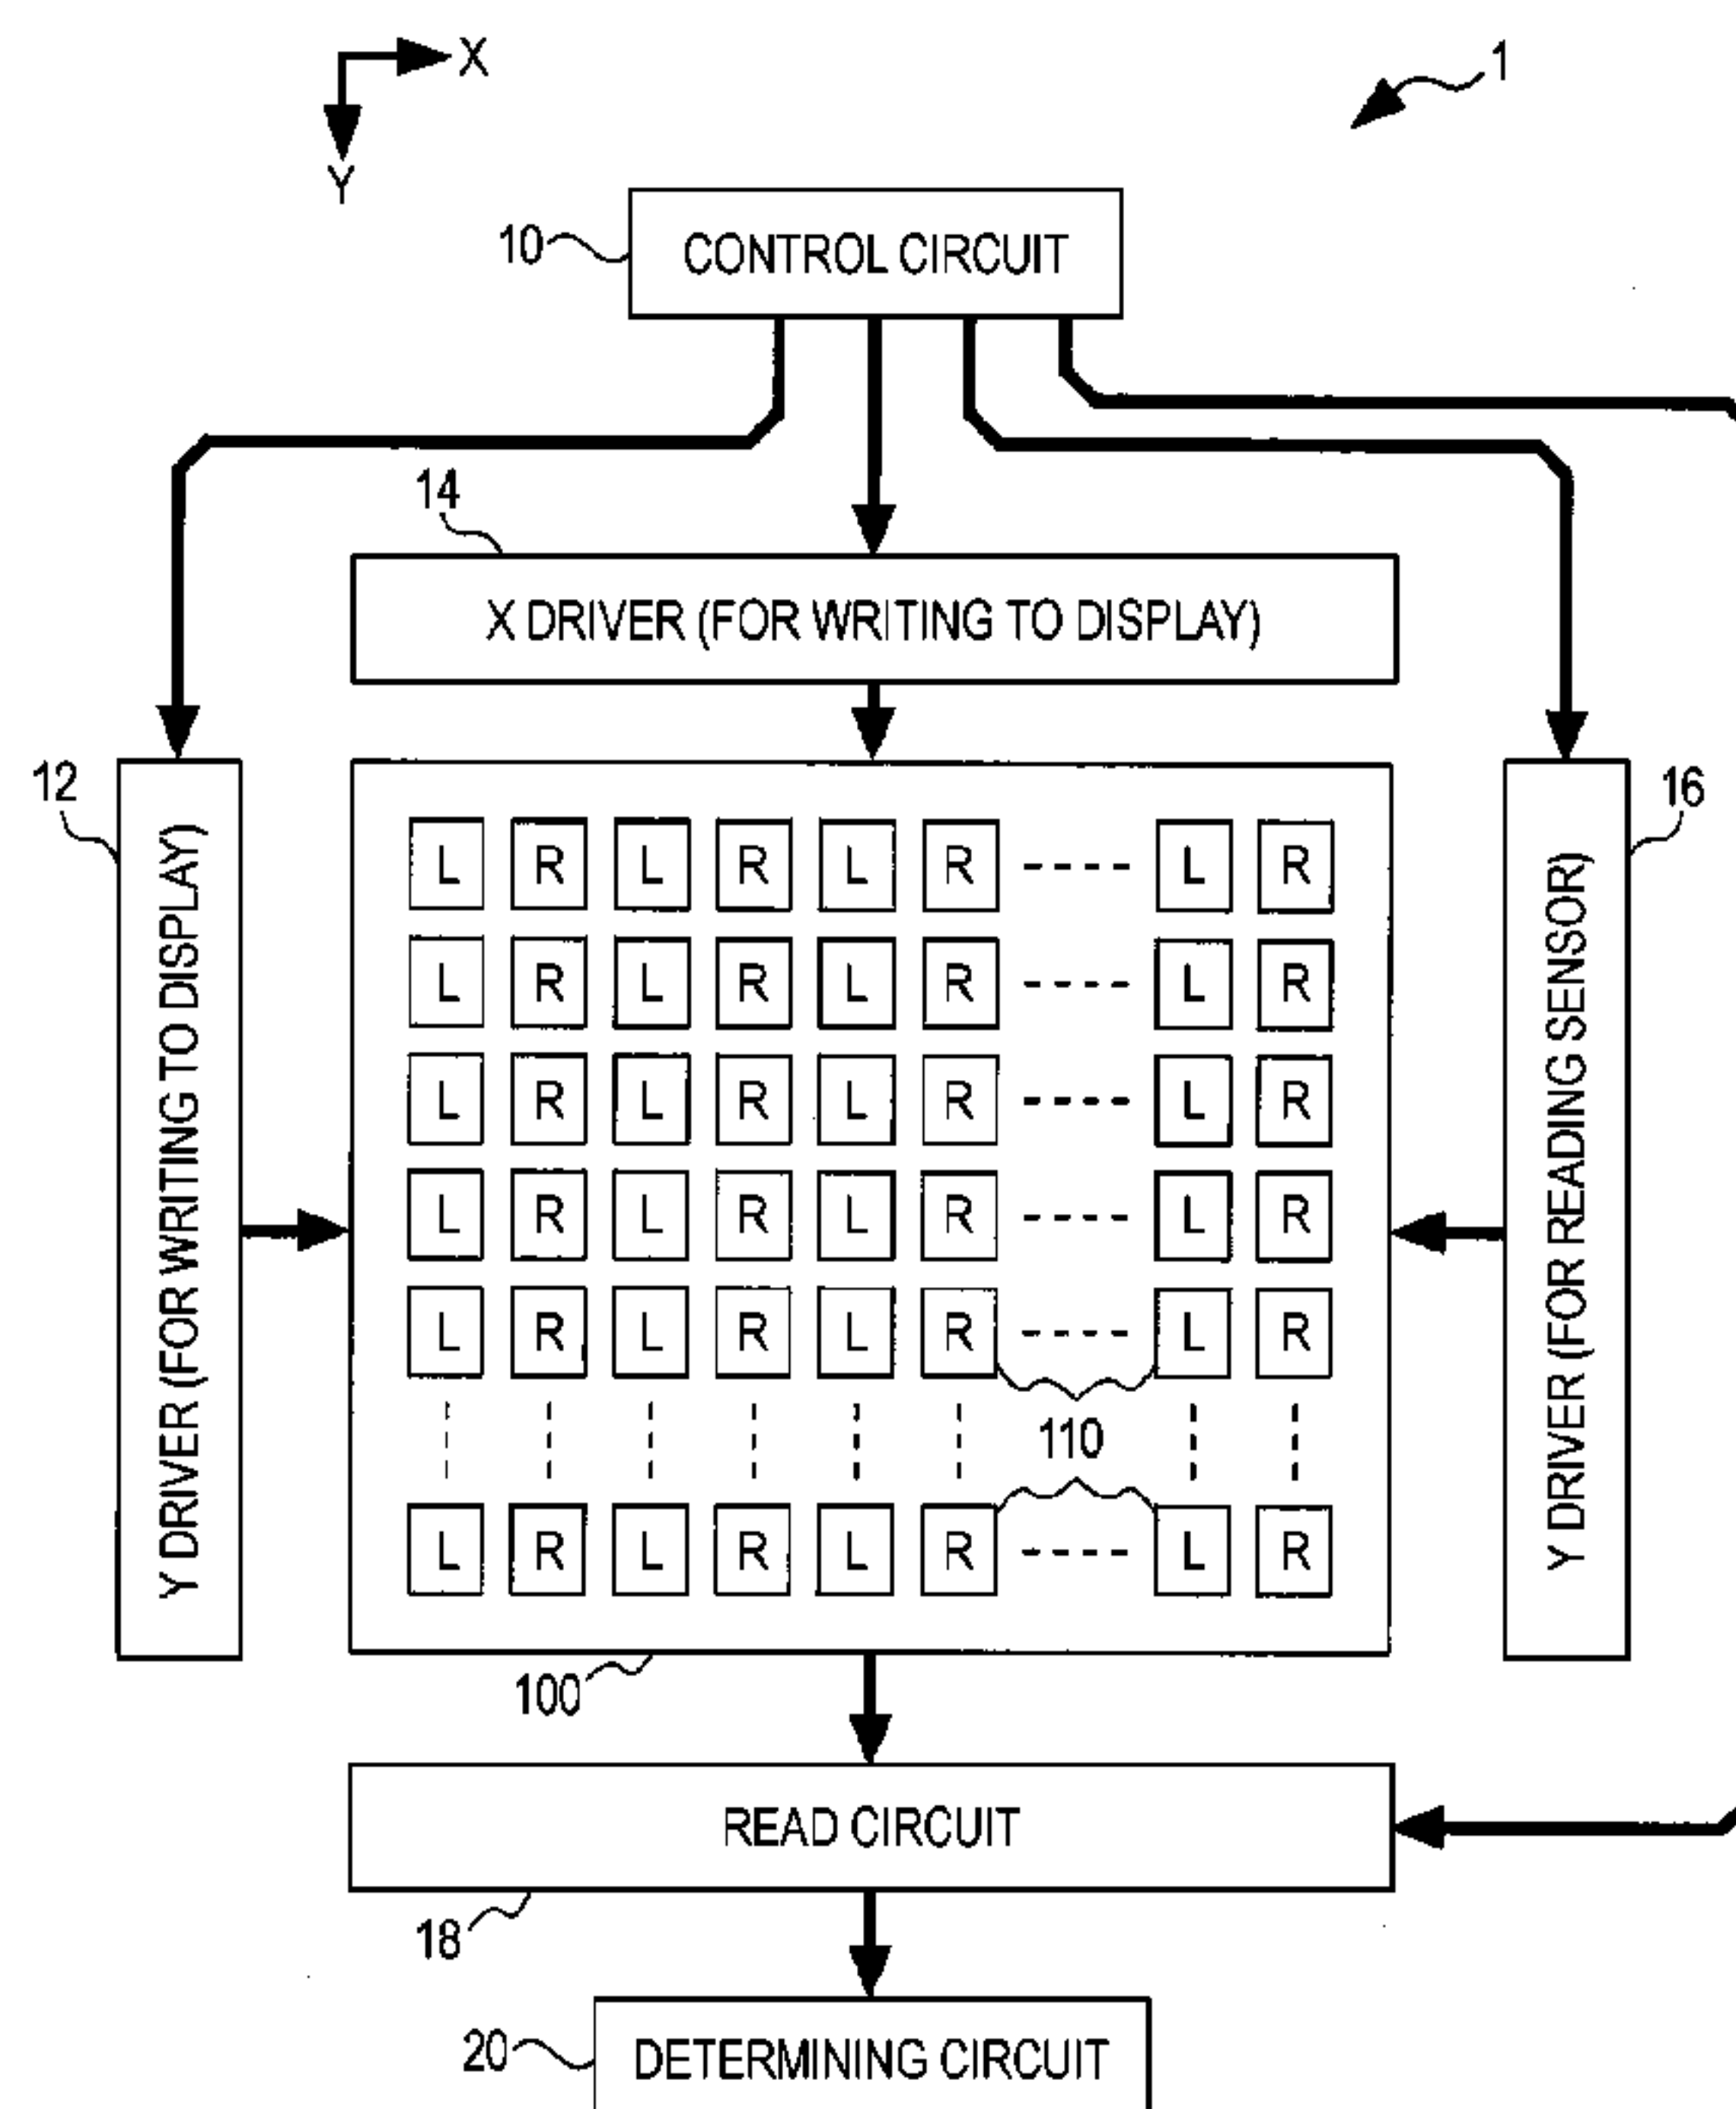 X
1
Y
10
CONTROL CIRCUIT
14
X DRIVER (FOR WRITING TO DISPLAY)
12
16
Y DRIVER (FOR WRITING TO DISPLAY)
Y DRIVER (FOR READING SENSOR)
L R L R L R L R
L R L R L R L R
L R L R L R L R
L R L R L R L R
L R L R L R L R
110
L R L R L R L R
100
READ CIRCUIT
18
20
DETERMINING CIRCUIT